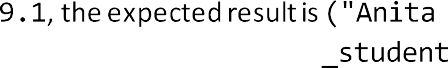 9.1, the expected result is ("Anita
_student